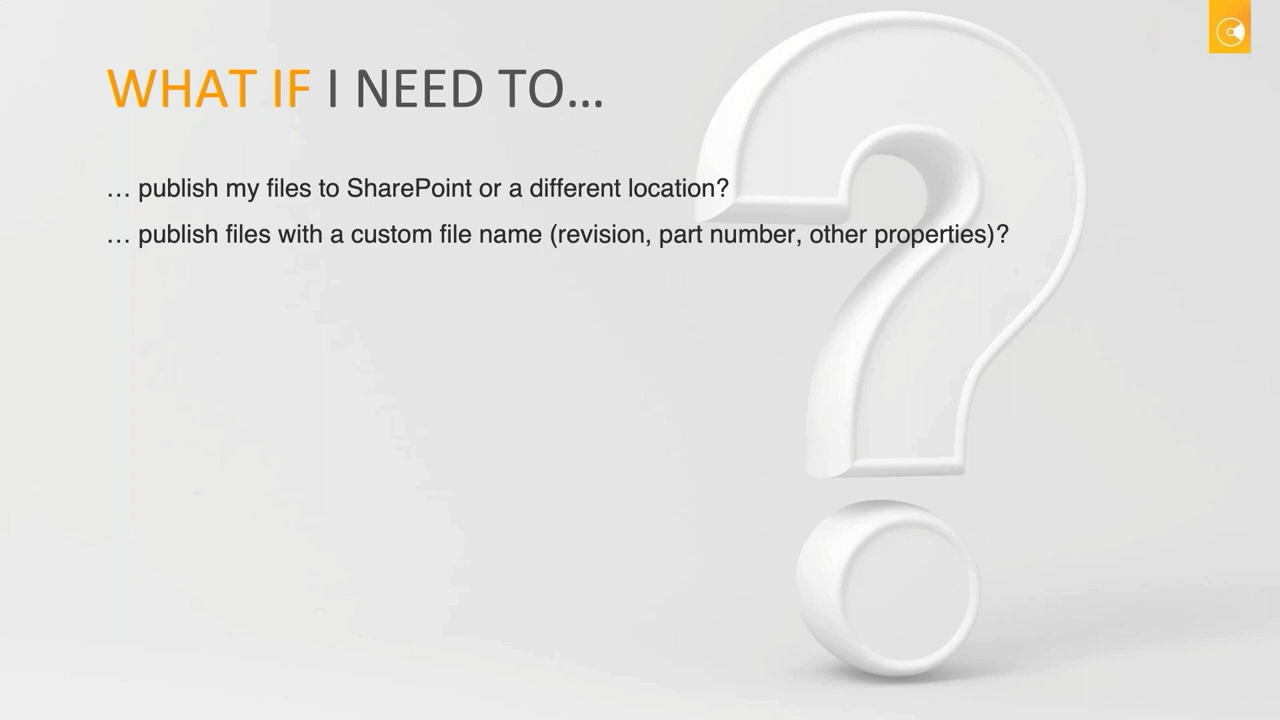 WHAT IF I NEED TO...
... publish my files to SharePoint or a different location?
... publish files with a custom file name (revision, part number, other properties)?